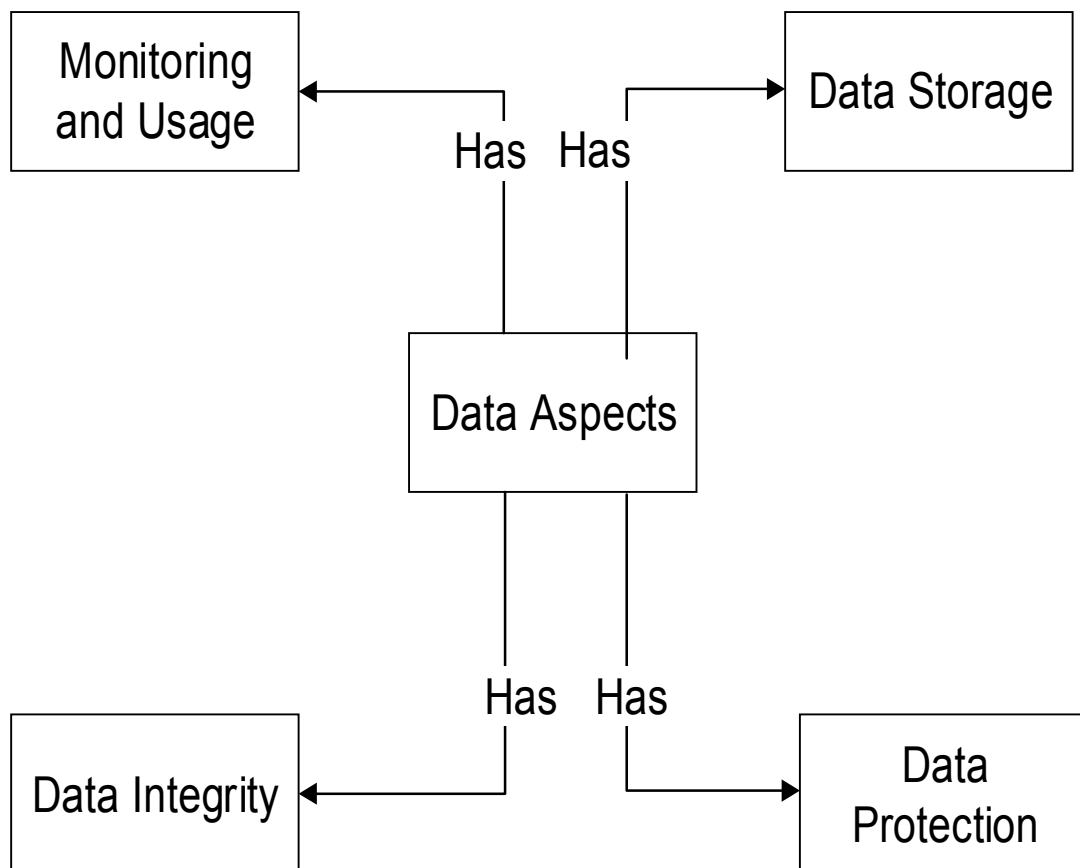 Monitoring
and Usage
Data Storage
Has
Has
Data Aspects
Has
Has
Data Integrity
Data
Protection